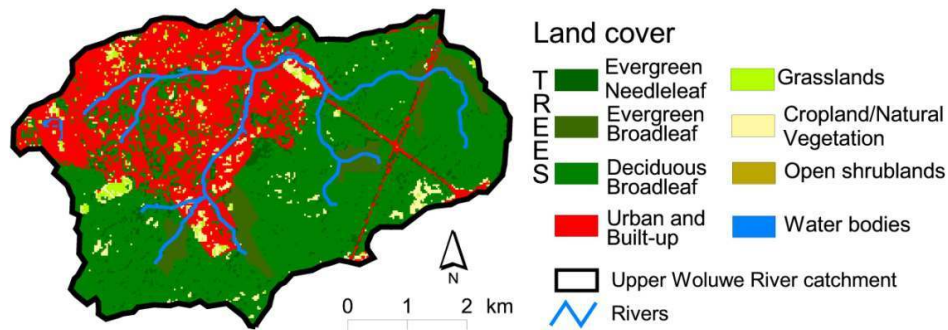 Land cover
TREES
Evergreen
Needleleaf
Evergreen
Broadleaf
Deciduous
Broadleaf
Urban and
Built-up
Grasslands
Cropland/Natural
Vegetation
Open shrublands
Water bodies
Upper Woluwe River catchment
Rivers
N
0 1 2 km